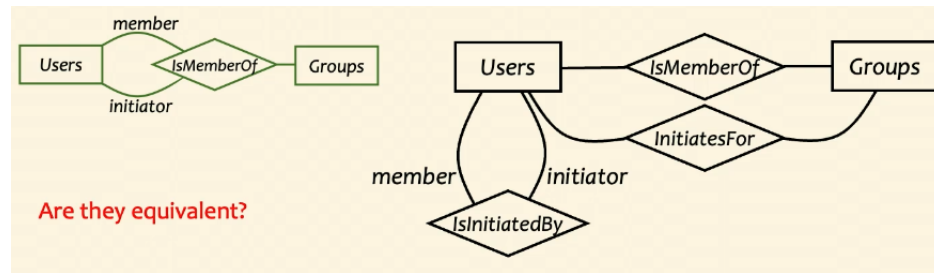 member
Users
IsMemberOf
Groups
initiator
Users
IsMemberOf
Groups
InitiatesFor
member
initiator
IsInitiatedBy
Are they equivalent?